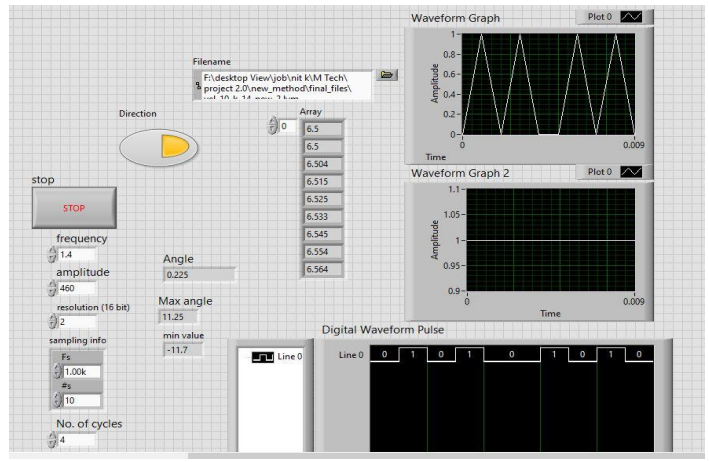 Waveform Graph
Plot 0
Amplitude
1
0.8
0.6
0.4
0.2
0
0
0.009
Time
Filename
F:\desktop View\job\nit k\M Tech\
project 2.0\new_method\final_files\
Direction
Array
0
6.5
6.5
6.504
6.515
6.525
6.533
6.545
6.554
6.564
Waveform Graph 2
Plot 0
Amplitude
1.1
1.05
1
0.95
0.9
0
0.009
Time
stop
STOP
frequency
1.4
amplitude
460
resolution (16 bit)
2
sampling info
Fs
1.00k
#s
10
No. of cycles
4
Angle
0.225
Max angle
11.25
min value
-11.7
Digital Waveform Pulse
Line 0
Line 0
0 1 0 1 0 1 0 1 0